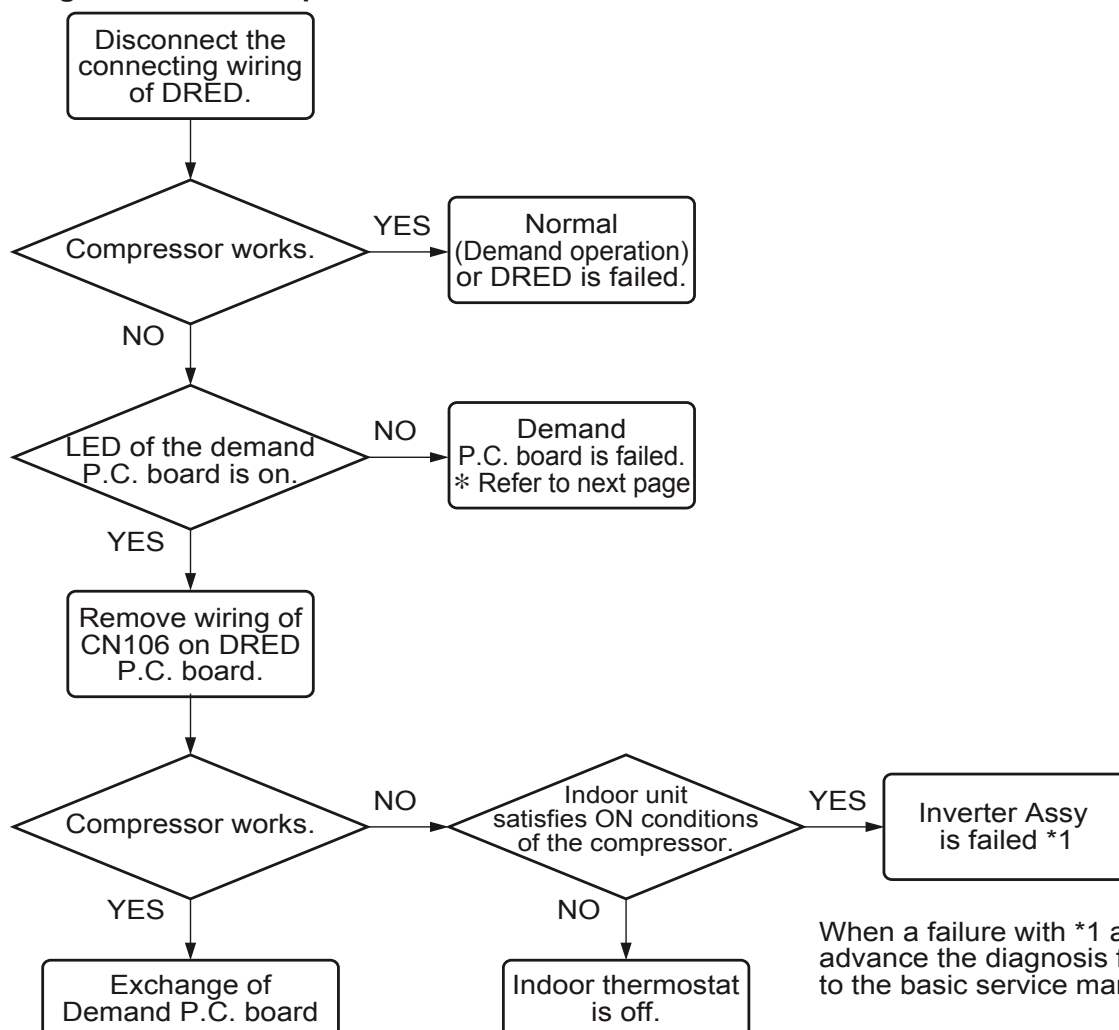 Disconnect the
connecting wiring
of DRED.
Compressor works.
YES
Normal
(Demand operation)
or DRED is failed.
NO
LED of the demand
P.C. board is on.
NO
Demand
P.C. board is failed.
* Refer to next page
YES
Remove wiring of
CN106 on DRED
P.C. board.
Compressor works.
NO
Indoor unit
satisfies ON conditions
of the compressor.
YES
Inverter Assy
is failed *1
YES
NO
When a failure with *1
advance the diagnosis
to the basic service
Exchange of
Demand P.C. board
Indoor thermostat
is off.